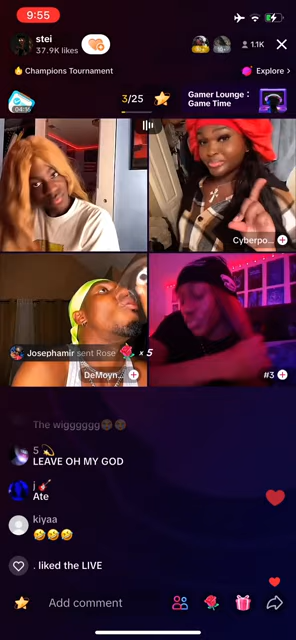 9:55
stei
37.9K likes
1.1K
Champions Tournament
Explore >
04:16
3/25
Gamer Lounge :
Game Time
Cyberpo...
Josephamir sent Rose x 5
DeMoyn...
#3
The wigggggg
5
LEAVE OH MY GOD
j
Ate
kiyaa
. liked the LIVE
Add comment